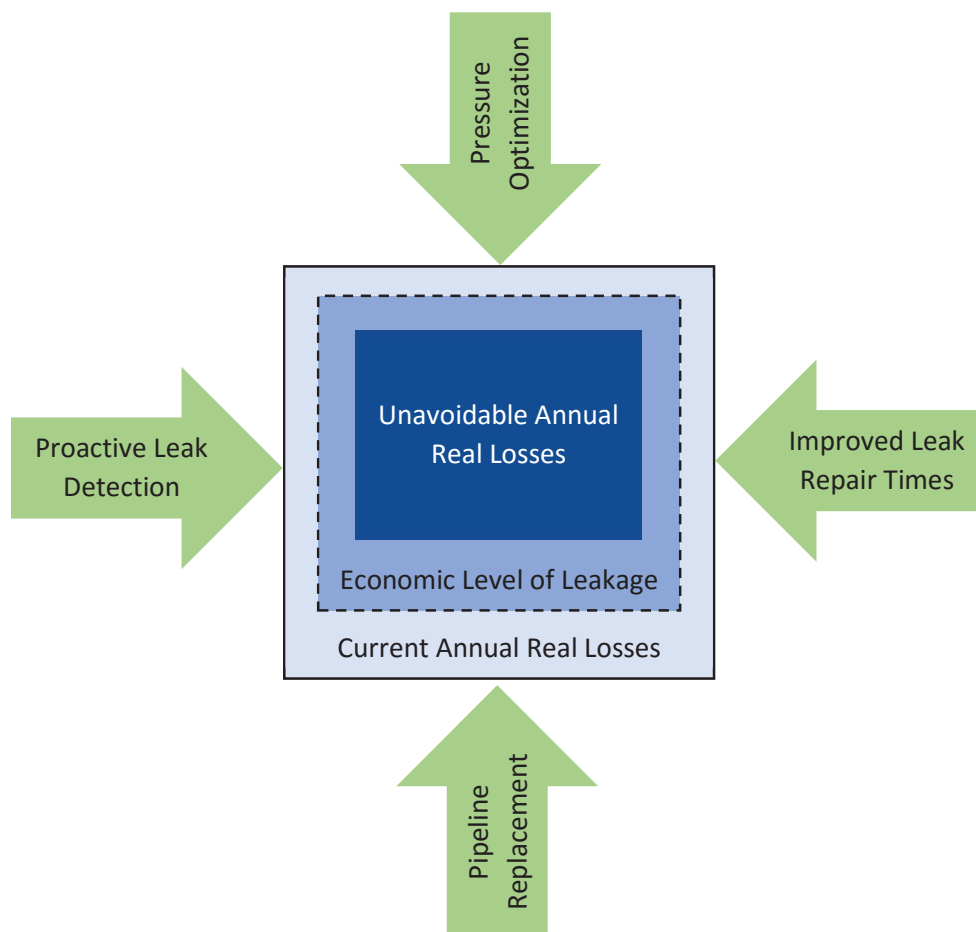 Pressure
Optimization
Proactive Leak
Detection
Unavoidable Annual
Real Losses
Improved Leak
Repair Times
Economic Level of Leakage
Current Annual Real Losses
Pipeline
Replacement